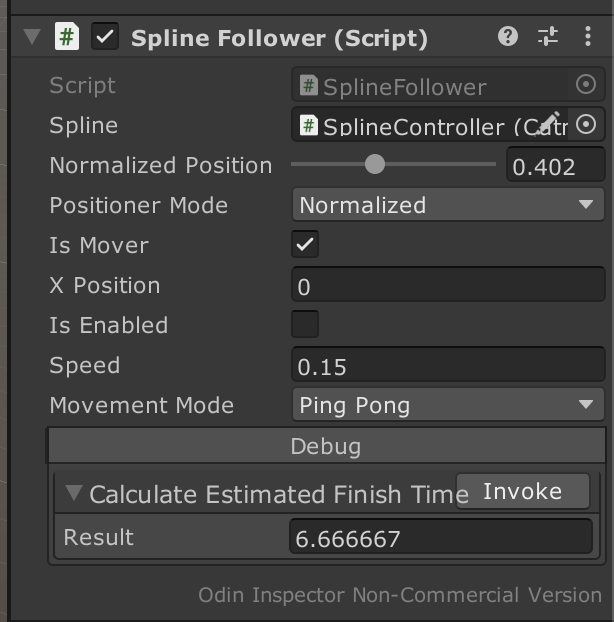 # Spline Follower (Script)
Script # SplineFollower
Spline # SplineController (Catr
Normalized Position 0.402
Positioner Mode Normalized
Is Mover
X Position 0
Is Enabled
Speed 0.15
Movement Mode Ping Pong
Debug
Calculate Estimated Finish Time Invoke
Result 6.666667
Odin Inspector Non-Commercial Version